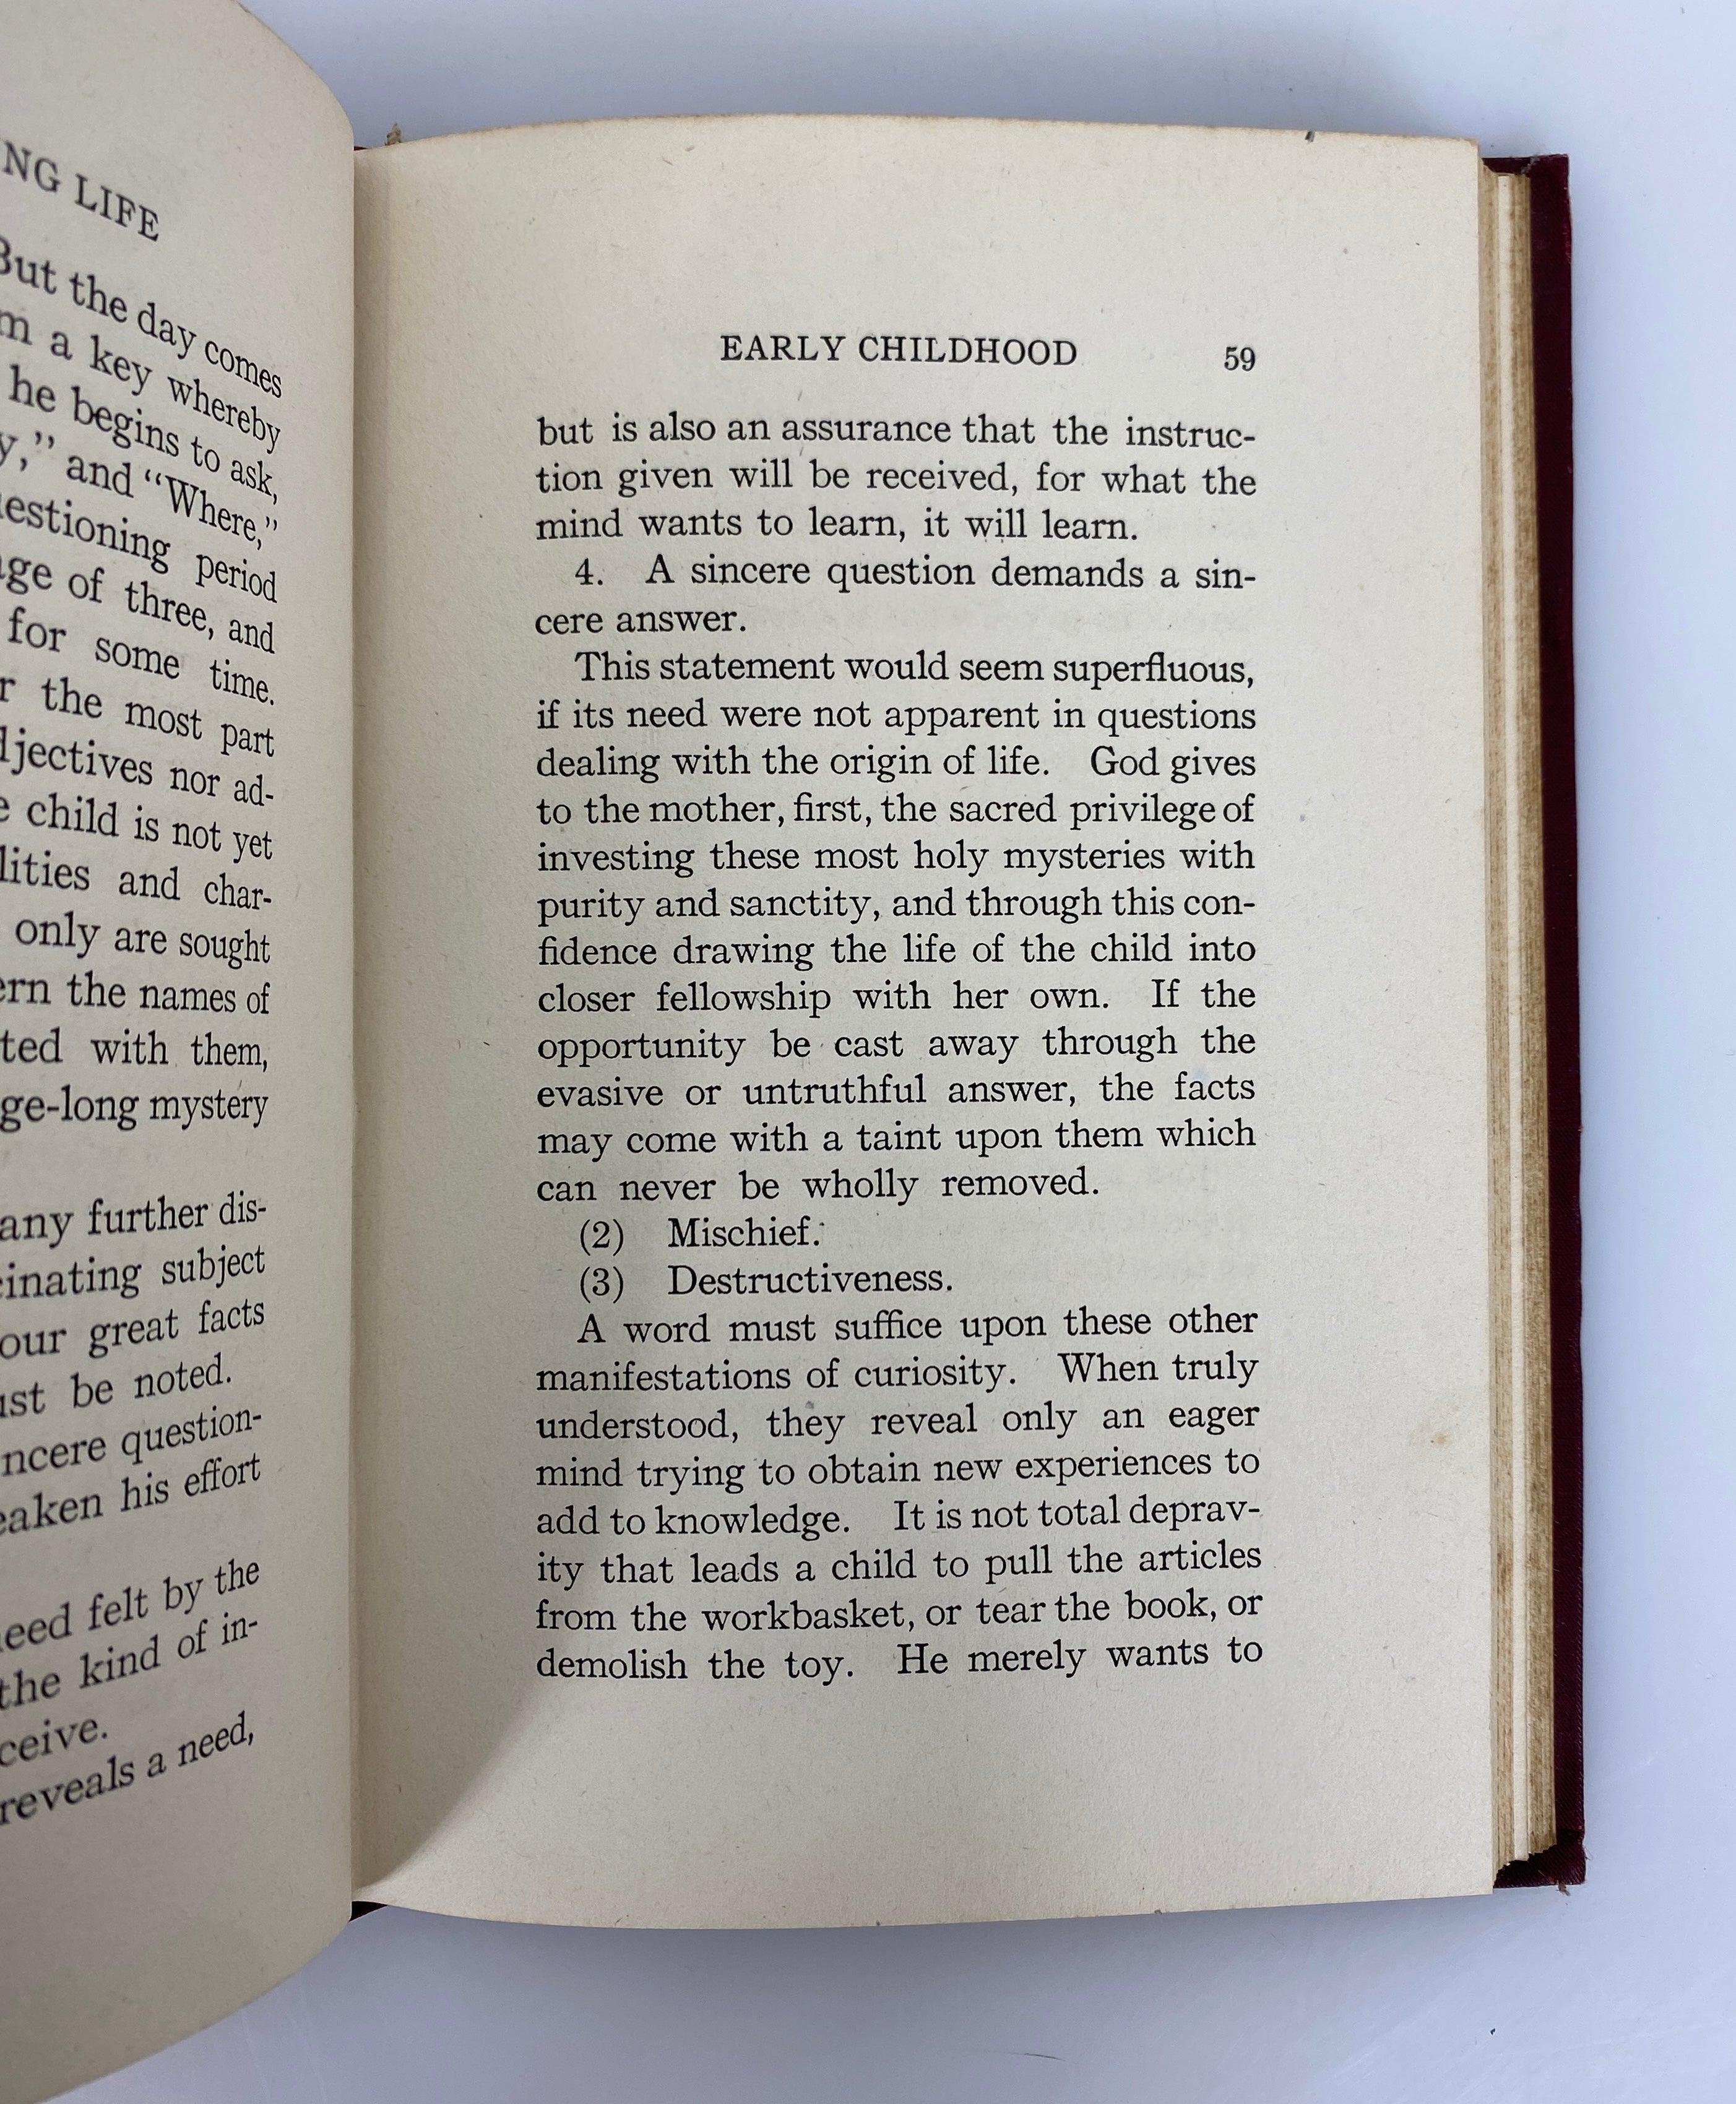 NG LIFE
But the day comes
a key whereby
he begins to ask,
and "Where,"
period
of three, and
for some time.
the most part
nor ad-
child is not yet
and char-
only are sought
the names of
with them,
mystery
any further dis-
subject
great facts
be noted.
question-
his effort
felt by the
the kind of in-
reveals a need,
EARLY CHILDHOOD 59
but is also an assurance that the instruc-
tion given will be received, for what the
mind wants to learn, it will learn.
4. A sincere question demands a sin-
cere answer.
This statement would seem superfluous,
if its need were not apparent in questions
dealing with the origin of life. God gives
to the mother, first, the sacred privilege of
investing these most holy mysteries with
purity and sanctity, and through this con-
fidence drawing the life of the child into
closer fellowship with her own. If the
opportunity be cast away through the
evasive or untruthful answer, the facts
may come with a taint upon them which
can never be wholly removed.
(2) Mischief.
(3) Destructiveness.
A word must suffice upon these other
manifestations of curiosity. When truly
understood, they reveal only an eager
mind trying to obtain new experiences to
add to knowledge. It is not total deprav-
ity that leads a child to pull the articles
from the workbasket, or tear the book, or
demolish the toy. He merely wants to